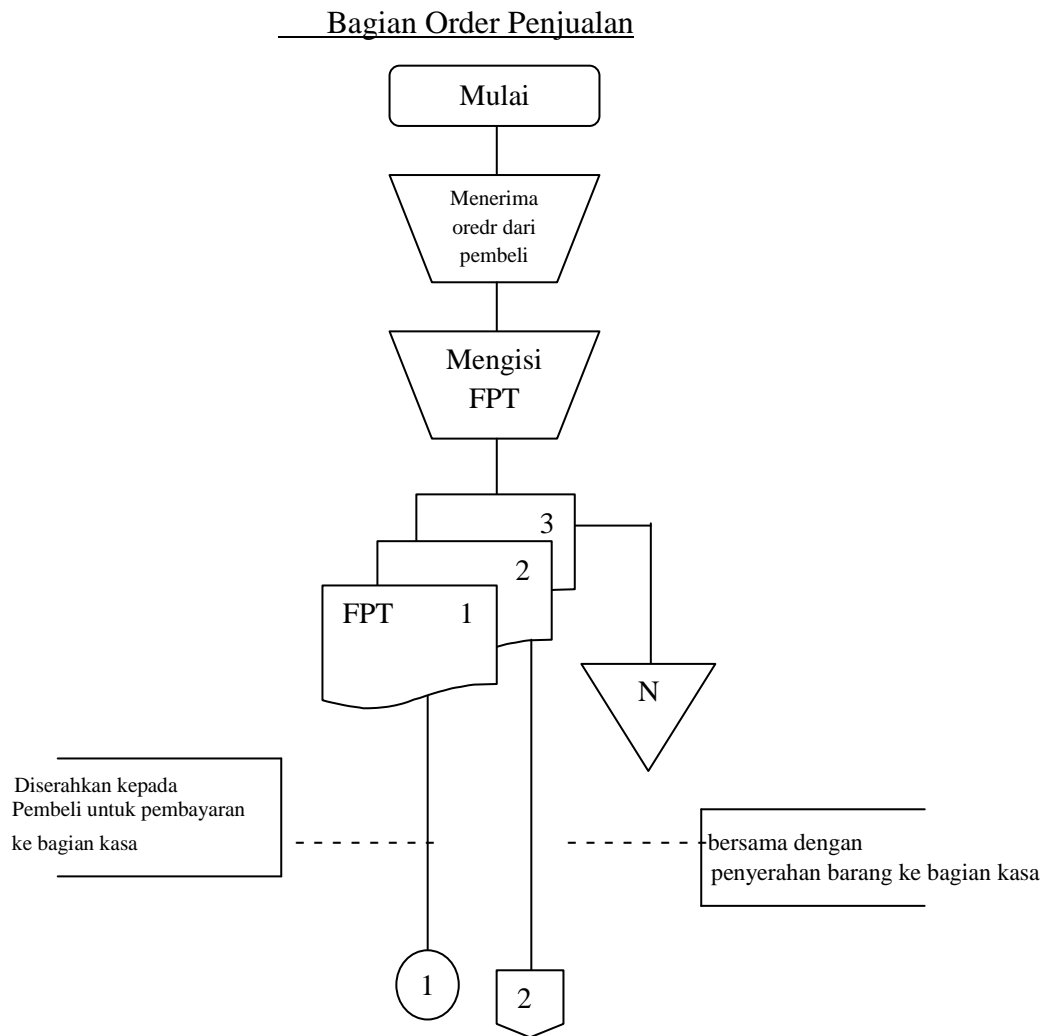 Bagian Order Penjualan
Mulai
Menerima
oredr dari
pembeli
Mengisi
FPT
3
2
FPT 1
N
Diserahkan kepada
Pembeli untuk pembayaran
ke bagian kasa
bersama dengan
penyerahan barang ke bagian kasa
1
2